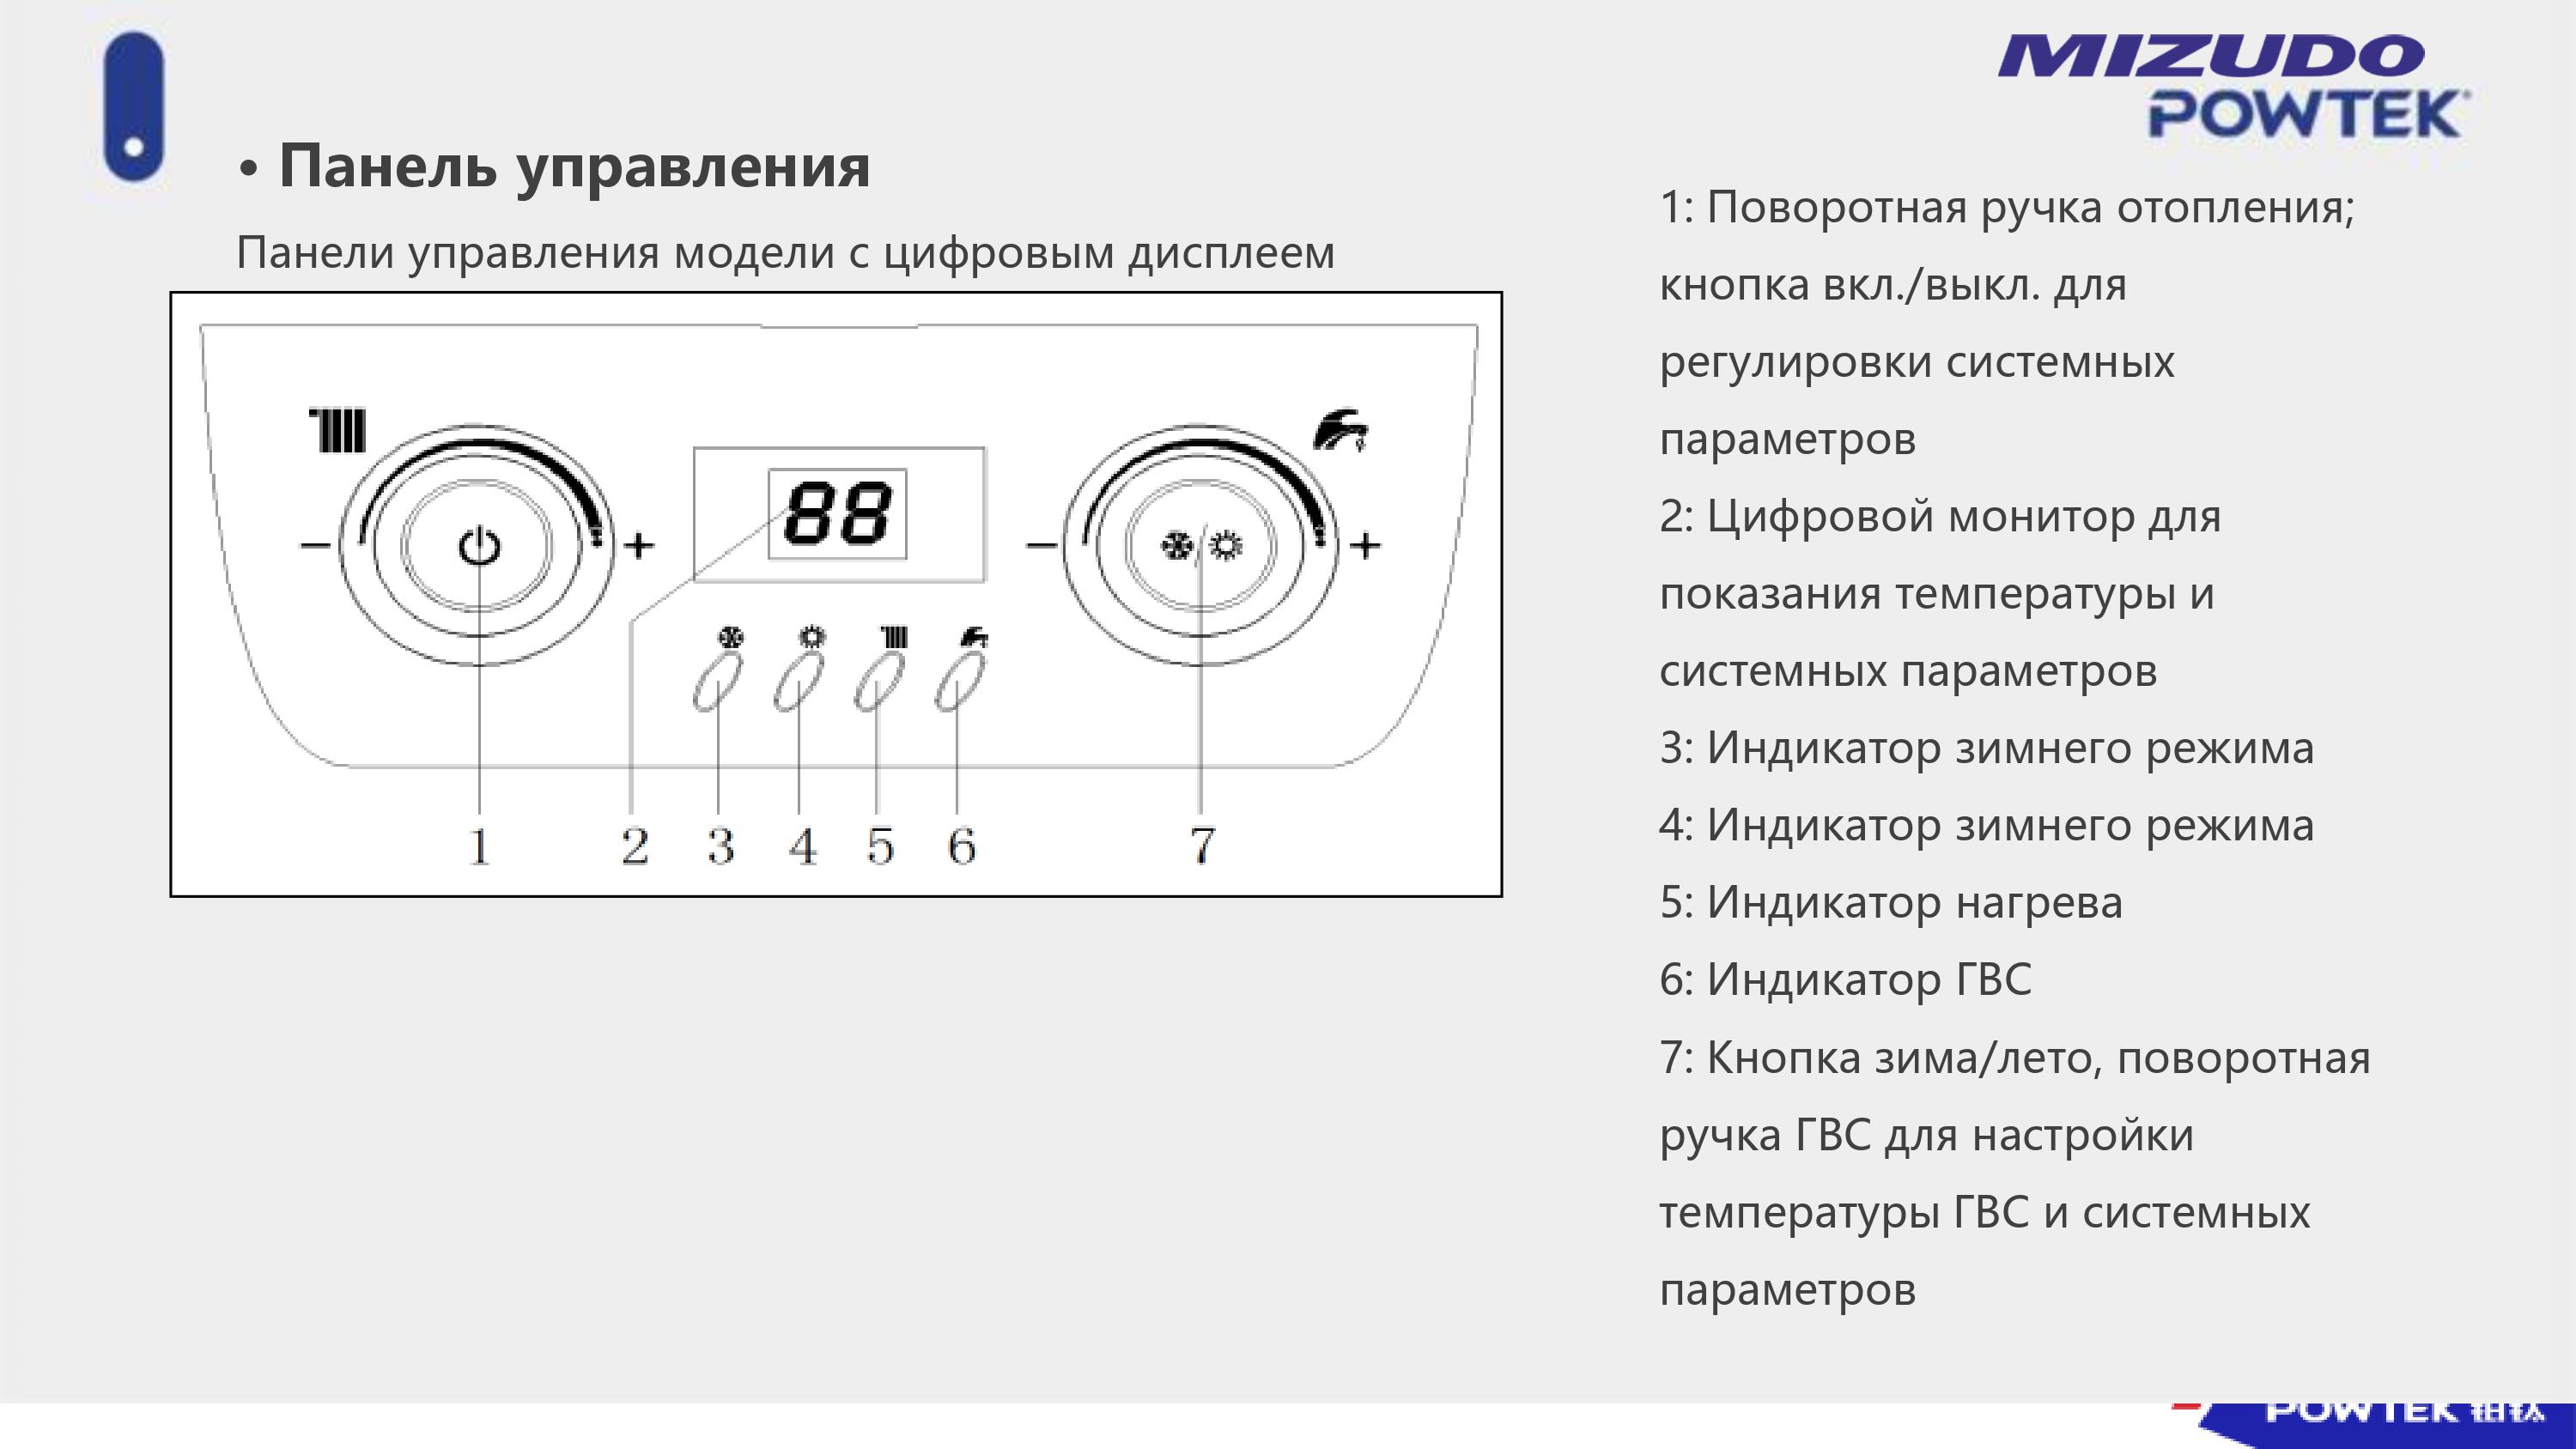 MIZUDO
POWTEK
• Панель управления
Панели управления модели с цифровым дисплеем
88
1 2 3 4 5 6 7
1: Поворотная ручка отопления;
кнопка вкл./выкл. для
регулировки системных
параметров
2: Цифровой монитор для
показания температуры и
системных параметров
3: Индикатор зимнего режима
4: Индикатор зимнего режима
5: Индикатор нагрева
6: Индикатор ГВС
7: Кнопка зима/лето, поворотная
ручка ГВС для настройки
температуры ГВС и системных
параметров
POWTEK